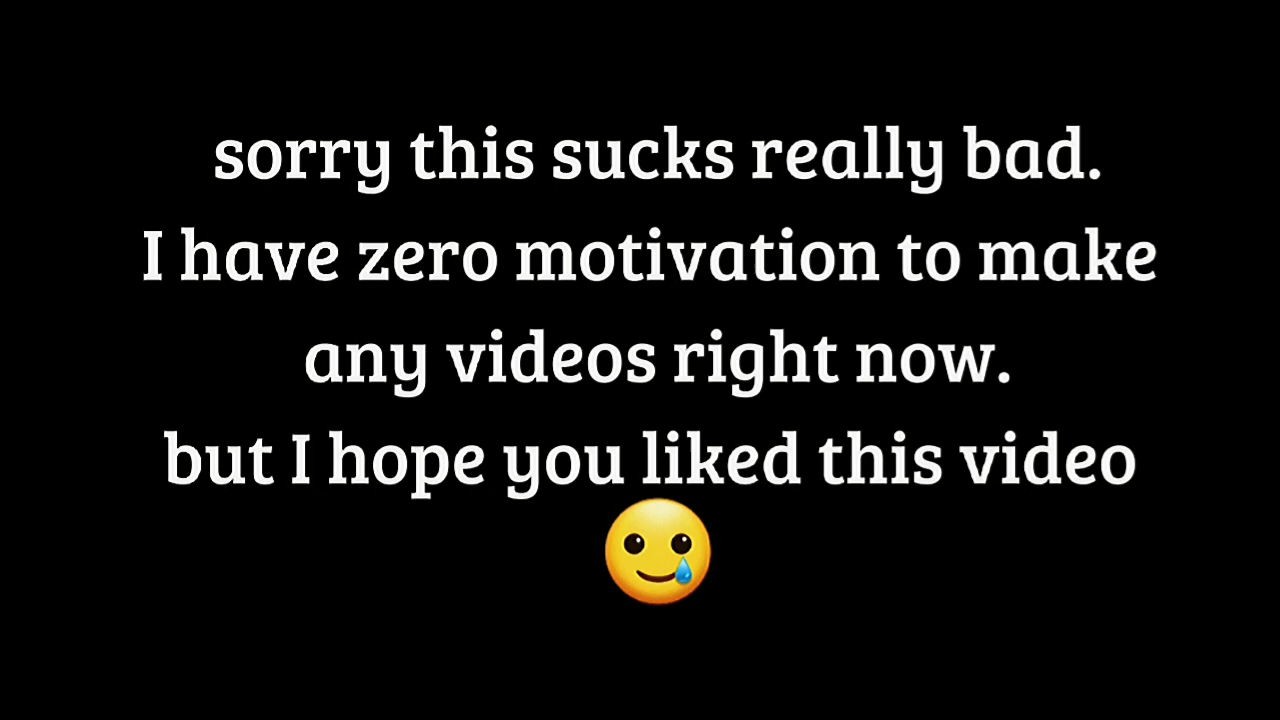 sorry this sucks really bad.
I have zero motivation to make
any videos right now.
but I hope you liked this video
🥲